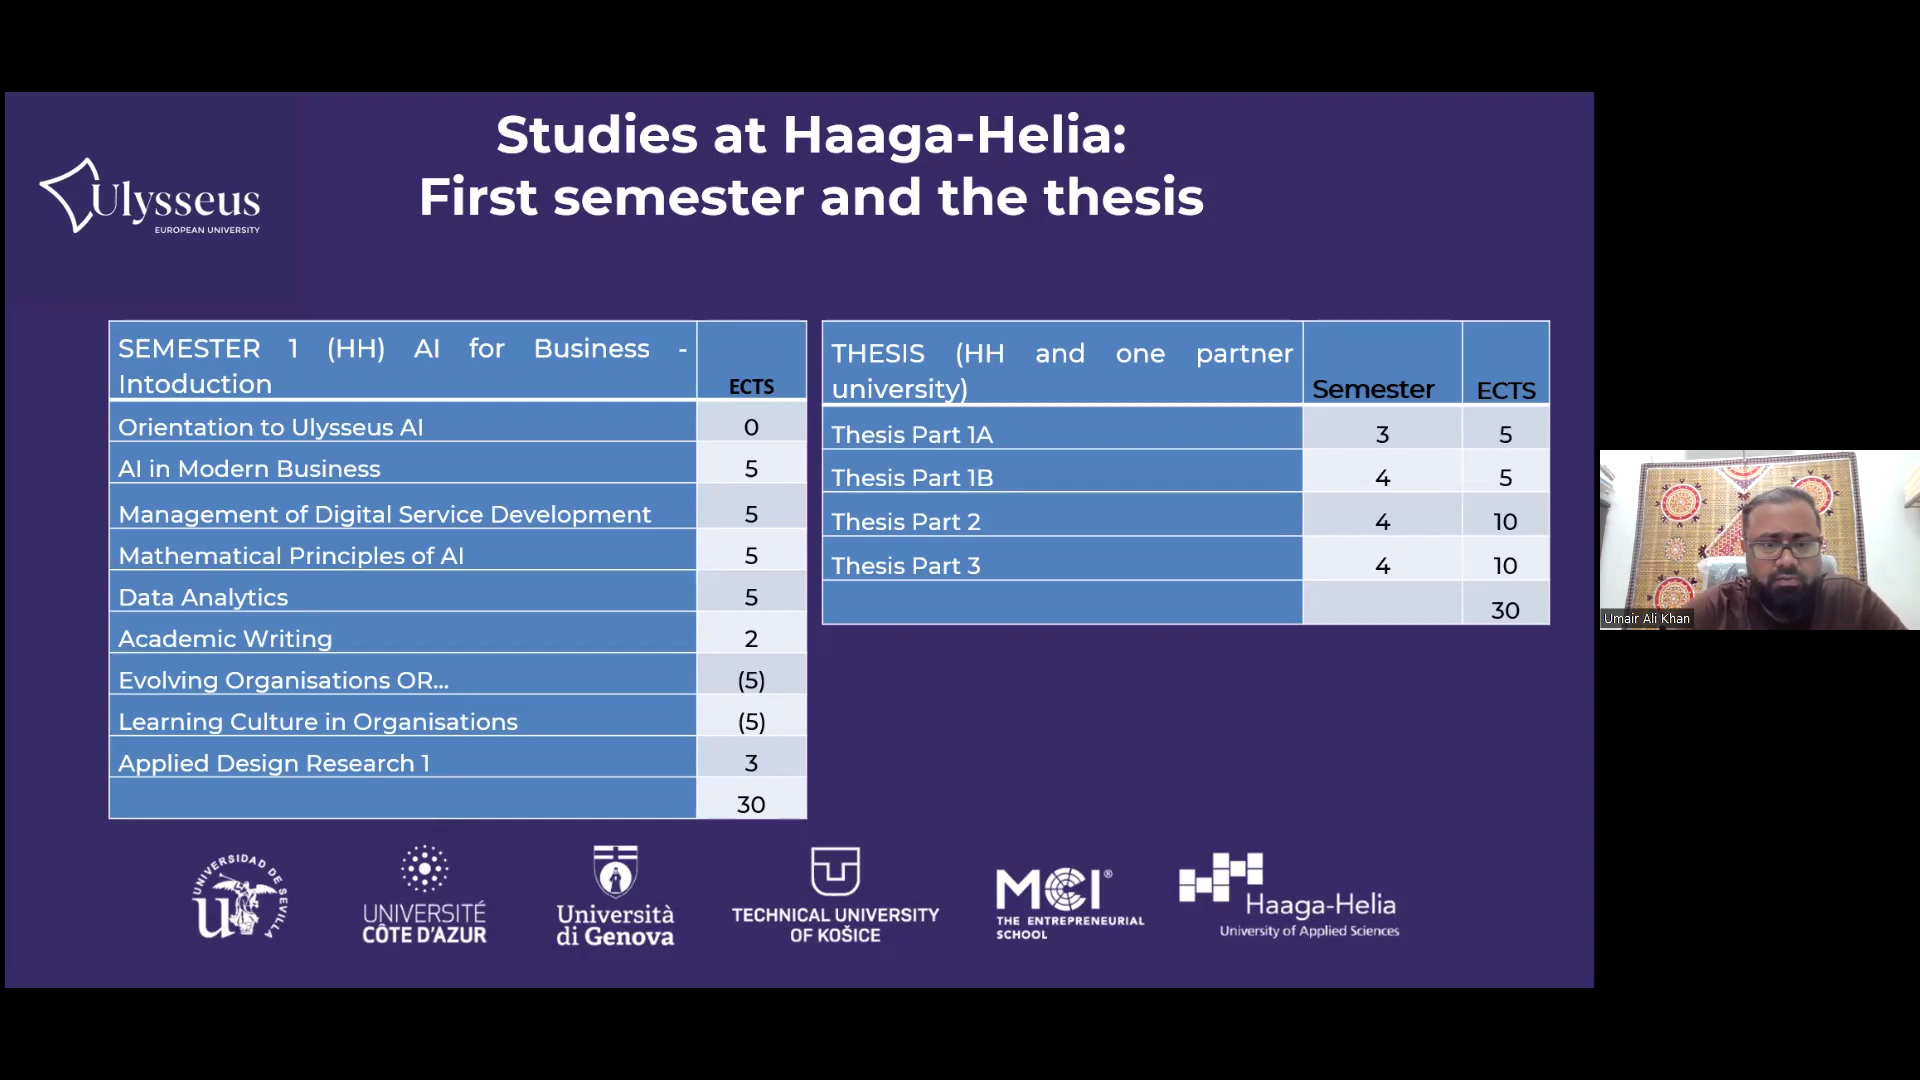 Studies at Haaga-Helia:
First semester and the thesis
Ulysseus
EUROPEAN UNIVERSITY
SEMESTER 1 (HH) AI for Business -
Intoduction ECTS
Orientation to Ulysseus AI 0
AI in Modern Business 5
Management of Digital Service Development 5
Mathematical Principles of AI 5
Data Analytics 5
Academic Writing 2
Evolving Organisations OR... (5)
Learning Culture in Organisations (5)
Applied Design Research 1 3
30
THESIS (HH and one partner
university) Semester ECTS
Thesis Part 1A 3 5
Thesis Part 1B 4 5
Thesis Part 2 4 10
Thesis Part 3 4 10
30
Umair Ali Khan
UNIVERSIDAD DE SEVILLA
UNIVERSITÉ
CÔTE D'AZUR
Università
di Genova
TECHNICAL UNIVERSITY
OF KOŠICE
MCI®
THE ENTREPRENEURIAL
SCHOOL
Haaga-Helia
University of Applied Sciences